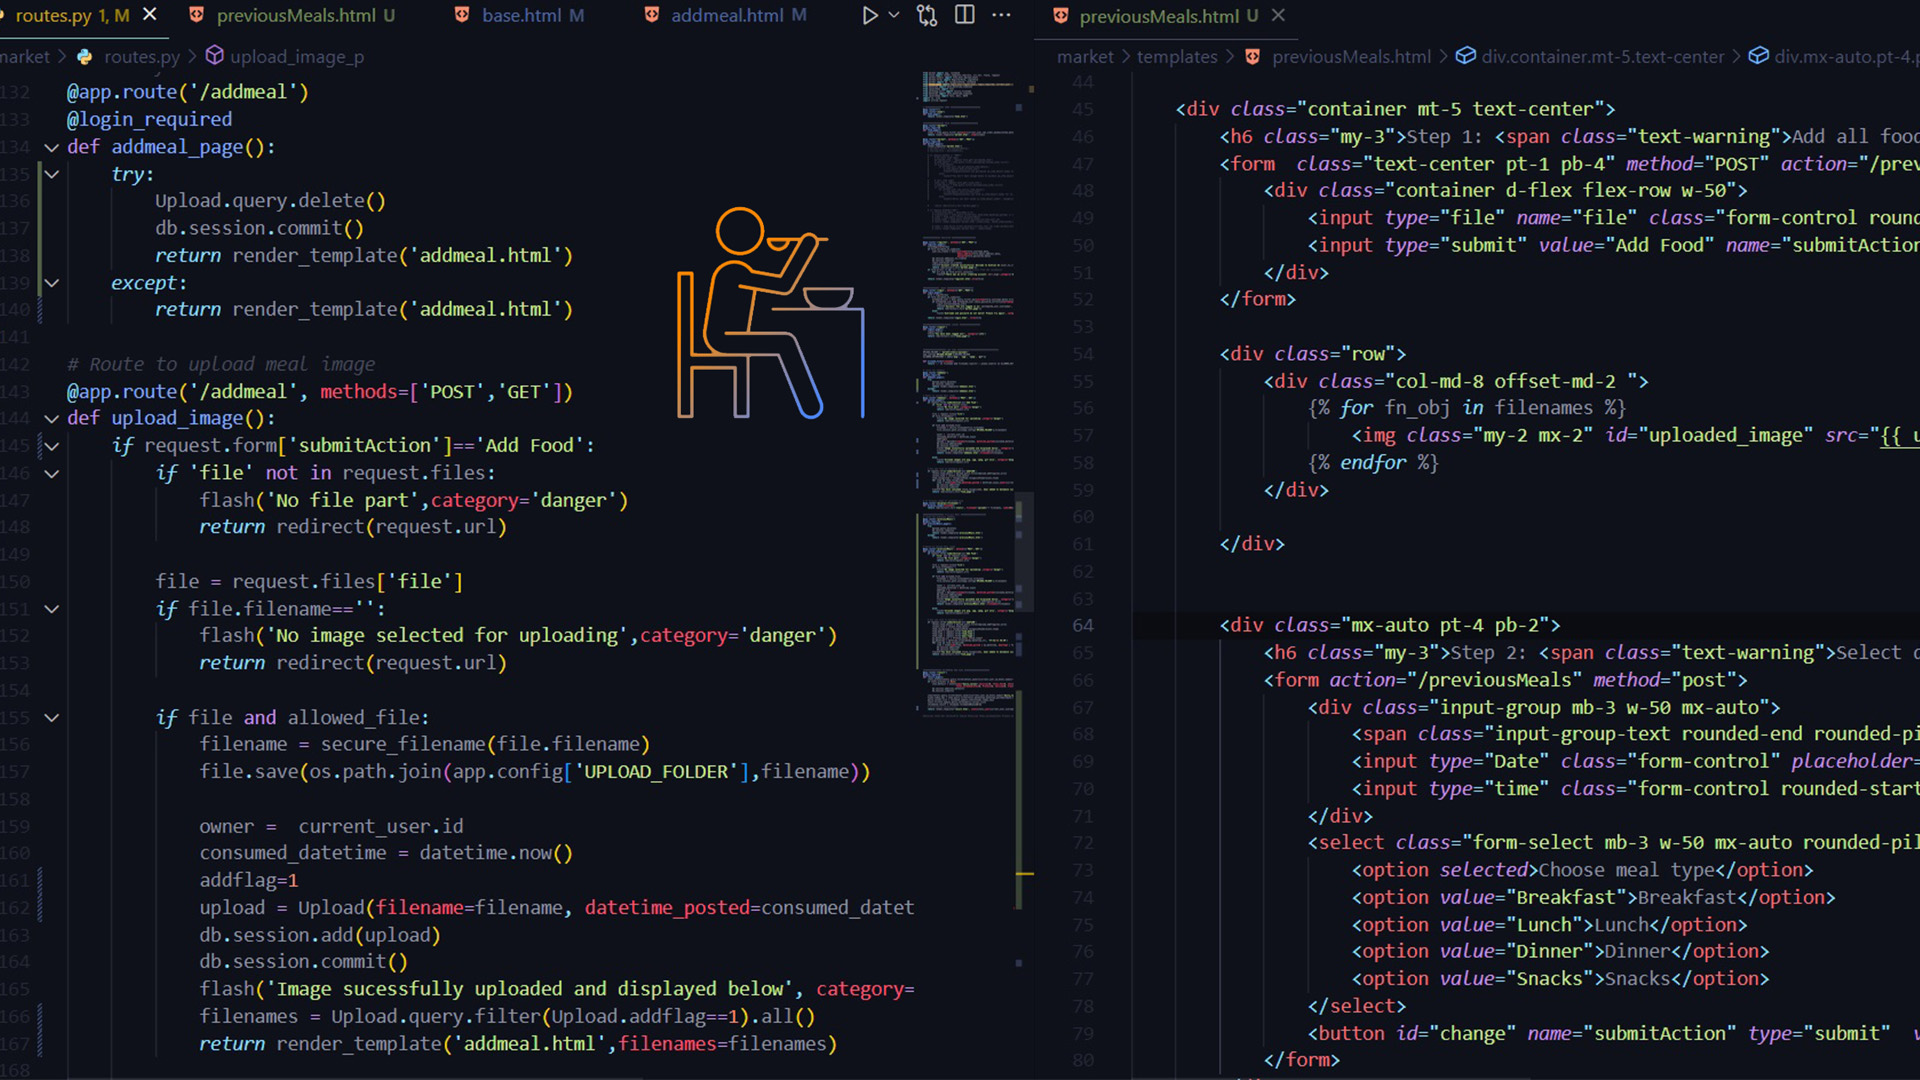 routes.py 1, M
previousMeals.html U
base.html M
addmeal.html M
market > routes.py > upload_image_p
132 @app.route('/addmeal')
133 @login_required
134 def addmeal_page():
135 try:
136 Upload.query.delete()
137 db.session.commit()
138 return render_template('addmeal.html')
139 except:
140 return render_template('addmeal.html')
141
142 # Route to upload meal image
143 @app.route('/addmeal', methods=['POST','GET'])
144 def upload_image():
145 if request.form['submitAction']=='Add Food':
146 if 'file' not in request.files:
147 flash('No file part',category='danger')
148 return redirect(request.url)
149
150 file = request.files['file']
151 if file.filename=='':
152 flash('No image selected for uploading',category='danger')
153 return redirect(request.url)
154
155 if file and allowed_file:
156 filename = secure_filename(file.filename)
157 file.save(os.path.join(app.config['UPLOAD_FOLDER'],filename))
158
159 owner =  current_user.id
160 consumed_datetime = datetime.now()
161 addflag=1
162 upload = Upload(filename=filename, datetime_posted=consumed_datet
163 db.session.add(upload)
164 db.session.commit()
165 flash('Image sucessfully uploaded and displayed below', category=
166 filenames = Upload.query.filter(Upload.addflag==1).all()
167 return render_template('addmeal.html',filenames=filenames)
168
previousMeals.html U
market > templates > previousMeals.html > div.container.mt-5.text-center > div.mx-auto.pt-4.p
44
45 <div class="container mt-5 text-center">
46 <h6 class="my-3">Step 1: <span class="text-warning">Add all food
47 <form  class="text-center pt-1 pb-4" method="POST" action="/prev
48 <div class="container d-flex flex-row w-50">
49 <input type="file" name="file" class="form-control round
50 <input type="submit" value="Add Food" name="submitAction
51 </div>
52 </form>
53
54 <div class="row">
55 <div class="col-md-8 offset-md-2 ">
56 {% for fn_obj in filenames %}
57 <img class="my-2 mx-2" id="uploaded_image" src="{{ u
58 {% endfor %}
59 </div>
60
61 </div>
62
63
64 <div class="mx-auto pt-4 pb-2">
65 <h6 class="my-3">Step 2: <span class="text-warning">Select d
66 <form action="/previousMeals" method="post">
67 <div class="input-group mb-3 w-50 mx-auto">
68 <span class="input-group-text rounded-end rounded-pi
69 <input type="Date" class="form-control" placeholder=
70 <input type="time" class="form-control rounded-start
71 </div>
72 <select class="form-select mb-3 w-50 mx-auto rounded-pil
73 <option selected>Choose meal type</option>
74 <option value="Breakfast">Breakfast</option>
75 <option value="Lunch">Lunch</option>
76 <option value="Dinner">Dinner</option>
77 <option value="Snacks">Snacks</option>
78 </select>
79 <button id="change" name="submitAction" type="submit"  v
80 </form>